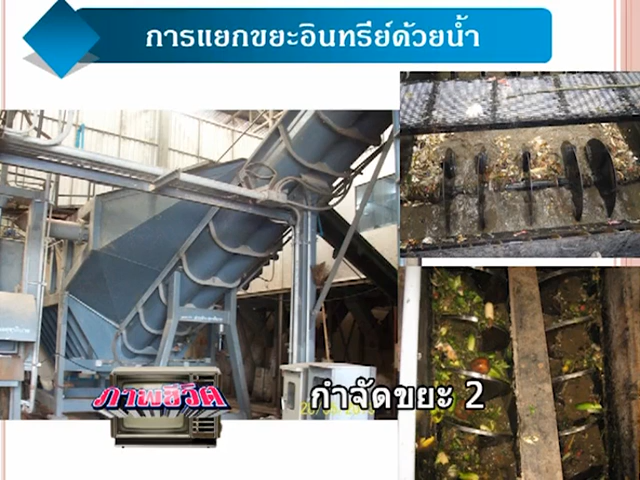 การแยกขยะอินทรีย์ด้วยน้ำ
ภาพชีวิต
กำจัดขยะ 2